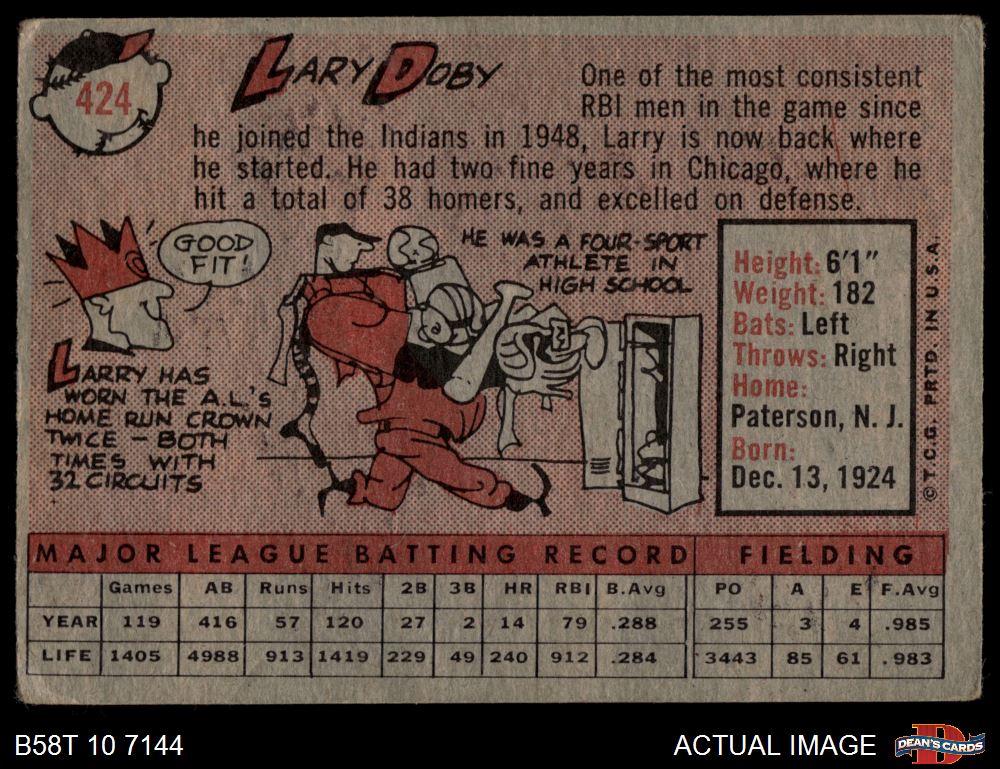 424
LARY DOBY
One of the most consistent
RBI men in the game since
he joined the Indians in 1948, Larry is now back where
he started. He had two fine years in Chicago, where he
hit a total of 38 homers, and excelled on defense.
GOOD
FIT!
LARRY HAS
WORN THE A.L.'S
HOME RUN CROWN
TWICE - BOTH
TIMES WITH
32 CIRCUITS
HE WAS A FOUR-SPORT
ATHLETE IN
HIGH SCHOOL
Height: 6'1"
Weight: 182
Bats: Left
Throws: Right
Home:
Paterson, N. J.
Born:
Dec. 13, 1924
© T.C.G. PRTD. IN U.S.A.
MAJOR LEAGUE BATTING RECORD FIELDING
Games AB Runs Hits 2B 3B HR RBI B.Avg PO A E F.Avg
YEAR 119 416 57 120 27 2 14 79 .288 255 3 4 .985
LIFE 1405 4988 913 1419 229 49 240 912 .284 3443 85 61 .983
B58T 10 7144
ACTUAL IMAGE
D
DEAN'S CARDS